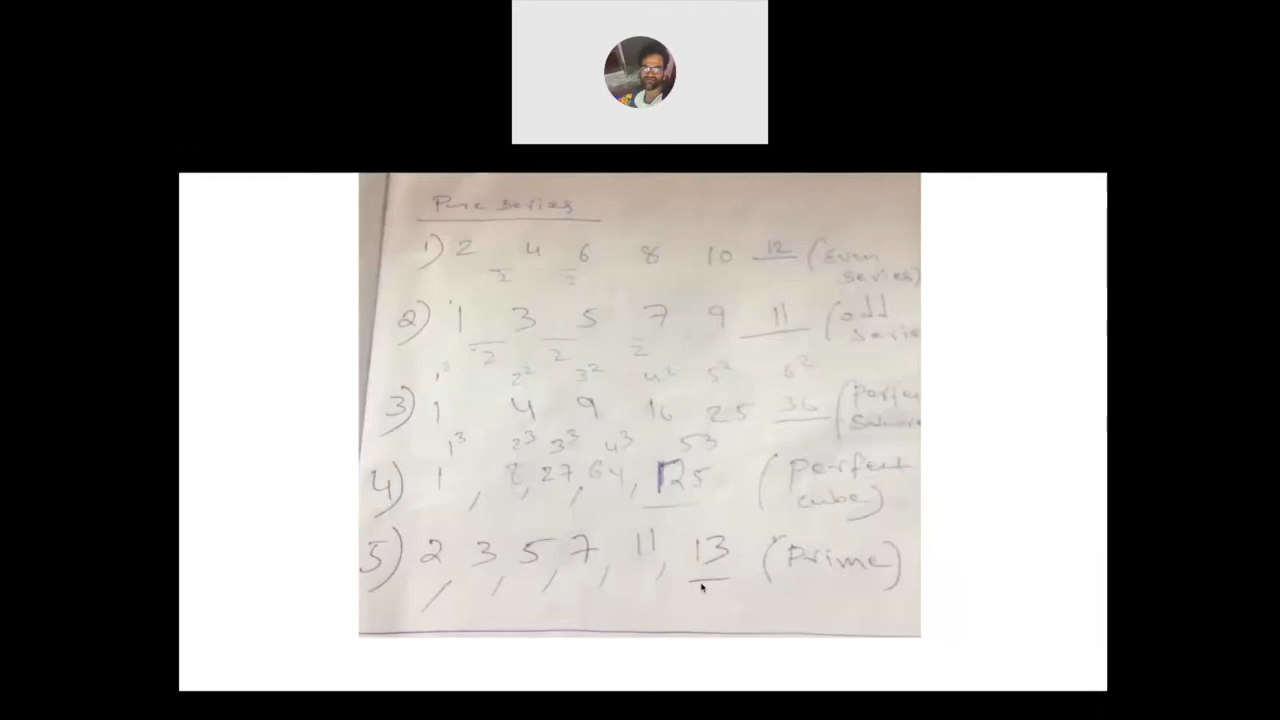 Pure series
1) 2 4 6 8 10 12 (Even
2 2 series)
2) 1 3 5 7 9 11 (odd
2 2 2 series
1² 2² 3² 4² 5² 6²
3) 1 4 9 16 25 36 (Perfe
1³ 2³ 3³ 4³ 5³
4) 1, 8, 27, 64, 125 (perfect
cube)
5) 2, 3, 5, 7, 11, 13 (Prime)